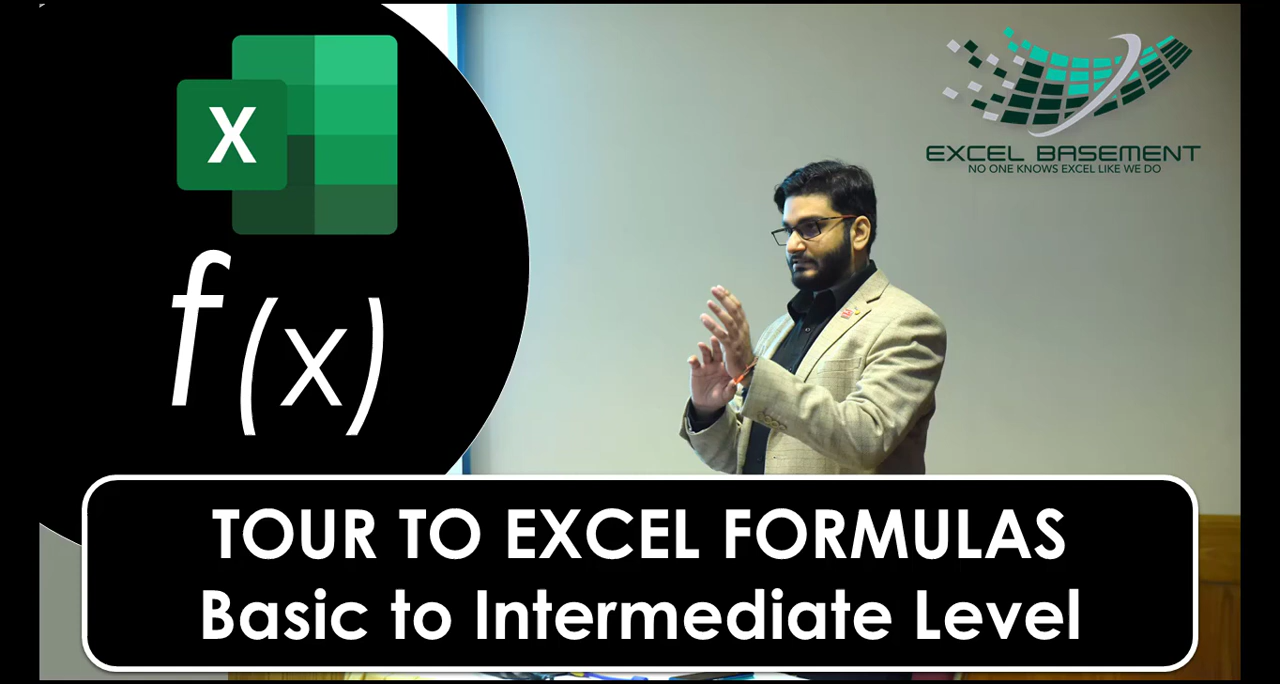 X
f(x)
EXCEL BASEMENT
NO ONE KNOWS EXCEL LIKE WE DO
TOUR TO EXCEL FORMULAS
Basic to Intermediate Level